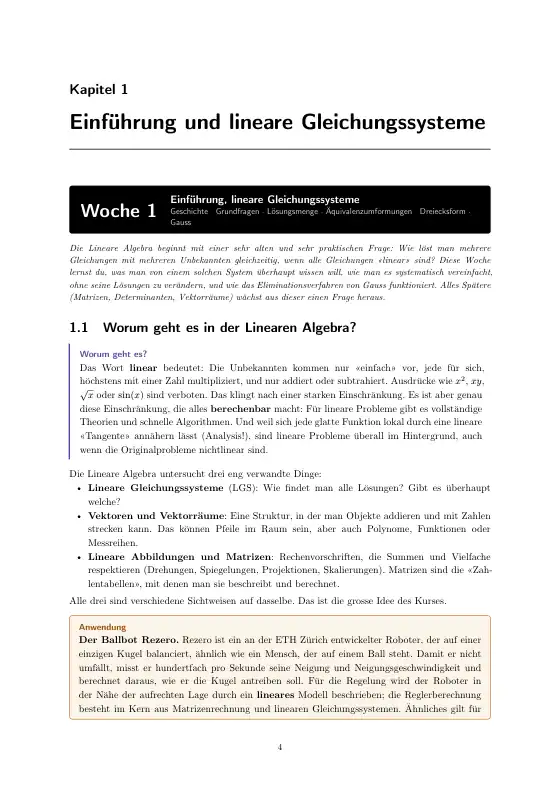 Kapitel 1
Einführung und lineare Gleichungssysteme
Woche 1
Einführung, lineare Gleichungssysteme
Geschichte · Grundfragen · Lösungsmenge · Äquivalenzumformungen · Dreiecksform ·
Gauss
Die Lineare Algebra beginnt mit einer sehr alten und sehr praktischen Frage: Wie löst man mehrere
Gleichungen mit mehreren Unbekannten gleichzeitig, wenn alle Gleichungen «linear» sind? Diese Woche
lernst du, was man von einem solchen System überhaupt wissen will, wie man es systematisch vereinfacht,
ohne seine Lösungen zu verändern, und wie das Eliminationsverfahren von Gauss funktioniert. Alles Spätere
(Matrizen, Determinanten, Vektorräume) wächst aus dieser einen Frage heraus.
1.1 Worum geht es in der Linearen Algebra?
Worum geht es?
Das Wort linear bedeutet: Die Unbekannten kommen nur «einfach» vor, jede für sich,
höchstens mit einer Zahl multipliziert, und nur addiert oder subtrahiert. Ausdrücke wie x², xy,
√x oder sin(x) sind verboten. Das klingt nach einer starken Einschränkung. Es ist aber genau
diese Einschränkung, die alles berechenbar macht: Für lineare Probleme gibt es vollständige
Theorien und schnelle Algorithmen. Und weil sich jede glatte Funktion lokal durch eine lineare
«Tangente» annähern lässt (Analysis!), sind lineare Probleme überall im Hintergrund, auch
wenn die Originalprobleme nichtlinear sind.
Die Lineare Algebra untersucht drei eng verwandte Dinge:
• Lineare Gleichungssysteme (LGS): Wie findet man alle Lösungen? Gibt es überhaupt
welche?
• Vektoren und Vektorräume: Eine Struktur, in der man Objekte addieren und mit Zahlen
strecken kann. Das können Pfeile im Raum sein, aber auch Polynome, Funktionen oder
Messreihen.
• Lineare Abbildungen und Matrizen: Rechenvorschriften, die Summen und Vielfache
respektieren (Drehungen, Spiegelungen, Projektionen, Skalierungen). Matrizen sind die «Zah-
lentabellen», mit denen man sie beschreibt und berechnet.
Alle drei sind verschiedene Sichtweisen auf dasselbe. Das ist die grosse Idee des Kurses.
Anwendung
Der Ballbot Rezero. Rezero ist ein an der ETH Zürich entwickelter Roboter, der auf einer
einzigen Kugel balanciert, ähnlich wie ein Mensch, der auf einem Ball steht. Damit er nicht
umfällt, misst er hundertfach pro Sekunde seine Neigung und Neigungsgeschwindigkeit und
berechnet daraus, wie er die Kugel antreiben soll. Für die Regelung wird der Roboter in
der Nähe der aufrechten Lage durch ein lineares Modell beschrieben; die Reglerberechnung
besteht im Kern aus Matrizenrechnung und linearen Gleichungssystemen. Ähnliches gilt für
4